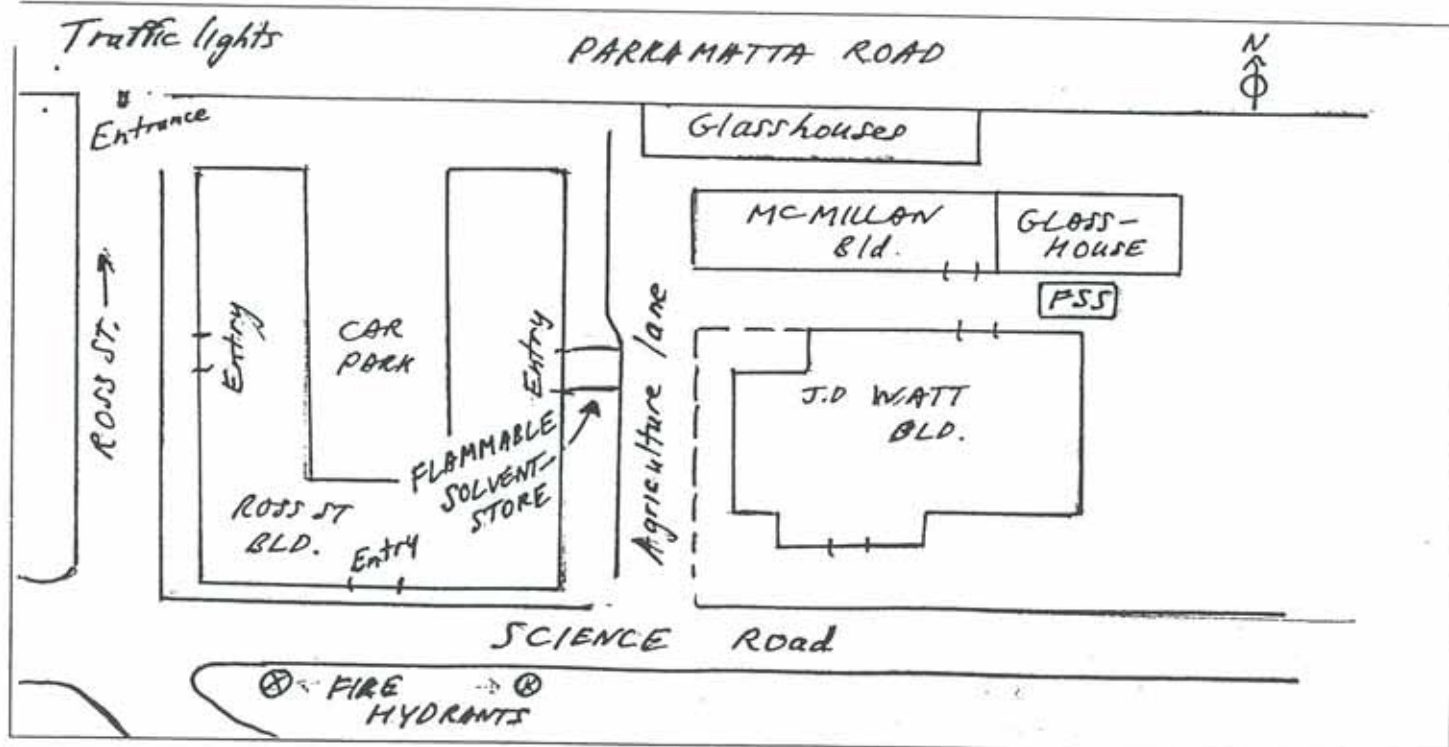 Traffic lights
PARRAMATTA ROAD
N
Entrance
Glasshouses
MCMILLAN
Bld.
GLASS-
HOUSE
PSS
ROSS ST. →
Entry
CAR
PARK
Entry
Agriculture lane
J.D WATT
BLD.
FLAMMABLE
SOLVENT-
STORE
ROSS ST
BLD.
Entry
SCIENCE Road
FIRE
HYDRANTS